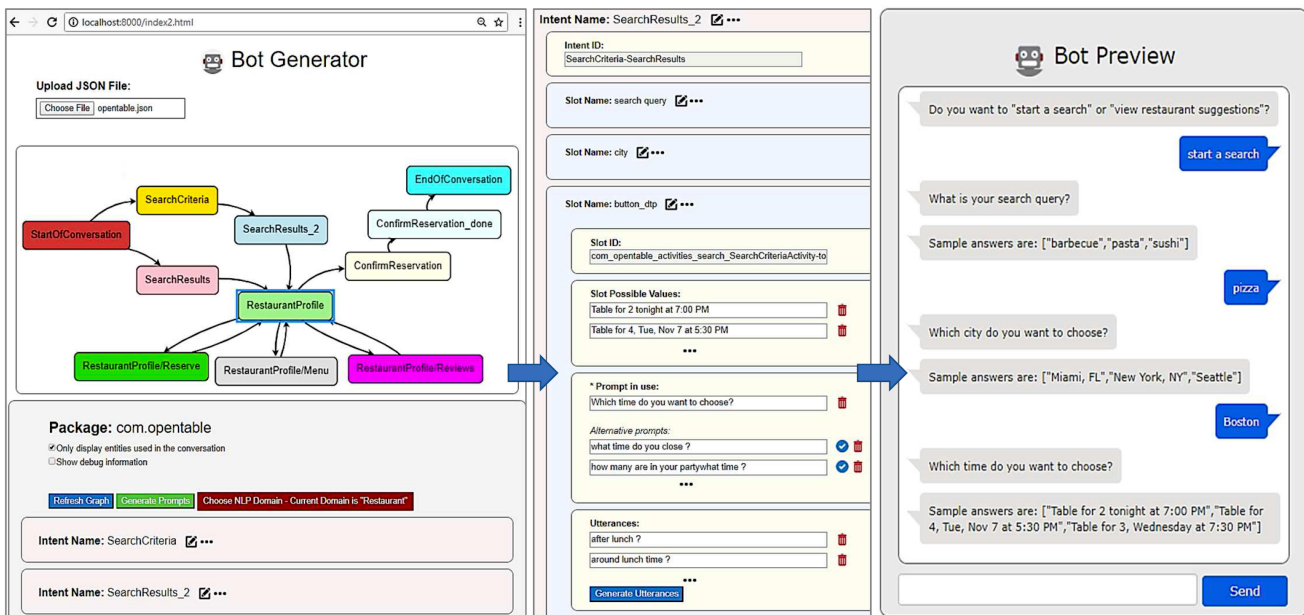 localhost:8000/index2.html
Bot Generator
Upload JSON File:
Choose File opentable.json
EndOfConversation
SearchCriteria
ConfirmReservation_done
StartOfConversation
SearchResults_2
ConfirmReservation
SearchResults
RestaurantProfile
RestaurantProfile/Reserve
RestaurantProfile/Menu
RestaurantProfile/Reviews
Package: com.opentable
Only display entities used in the conversation
Show debug information
Refresh Graph Generate Prompts Choose NLP Domain - Current Domain is "Restaurant"
Intent Name: SearchCriteria
Intent Name: SearchResults_2
Intent Name: SearchResults_2
Intent ID:
SearchCriteria-SearchResults
Slot Name: search query
Slot Name: city
Slot Name: button_dtp
Slot ID:
com_opentable_activities_search_SearchCriteriaActivity-to
Slot Possible Values:
Table for 2 tonight at 7:00 PM
Table for 4, Tue, Nov 7 at 5:30 PM
* Prompt in use:
Which time do you want to choose?
Alternative prompts:
what time do you close ?
how many are in your partywhat time ?
Utterances:
after lunch ?
around lunch time ?
Generate Utterances
Bot Preview
Do you want to "start a search" or "view restaurant suggestions"?
start a search
What is your search query?
Sample answers are: ["barbecue","pasta","sushi"]
pizza
Which city do you want to choose?
Sample answers are: ["Miami, FL","New York, NY","Seattle"]
Boston
Which time do you want to choose?
Sample answers are: ["Table for 2 tonight at 7:00 PM","Table for
4, Tue, Nov 7 at 5:30 PM","Table for 3, Wednesday at 7:30 PM"]
Send